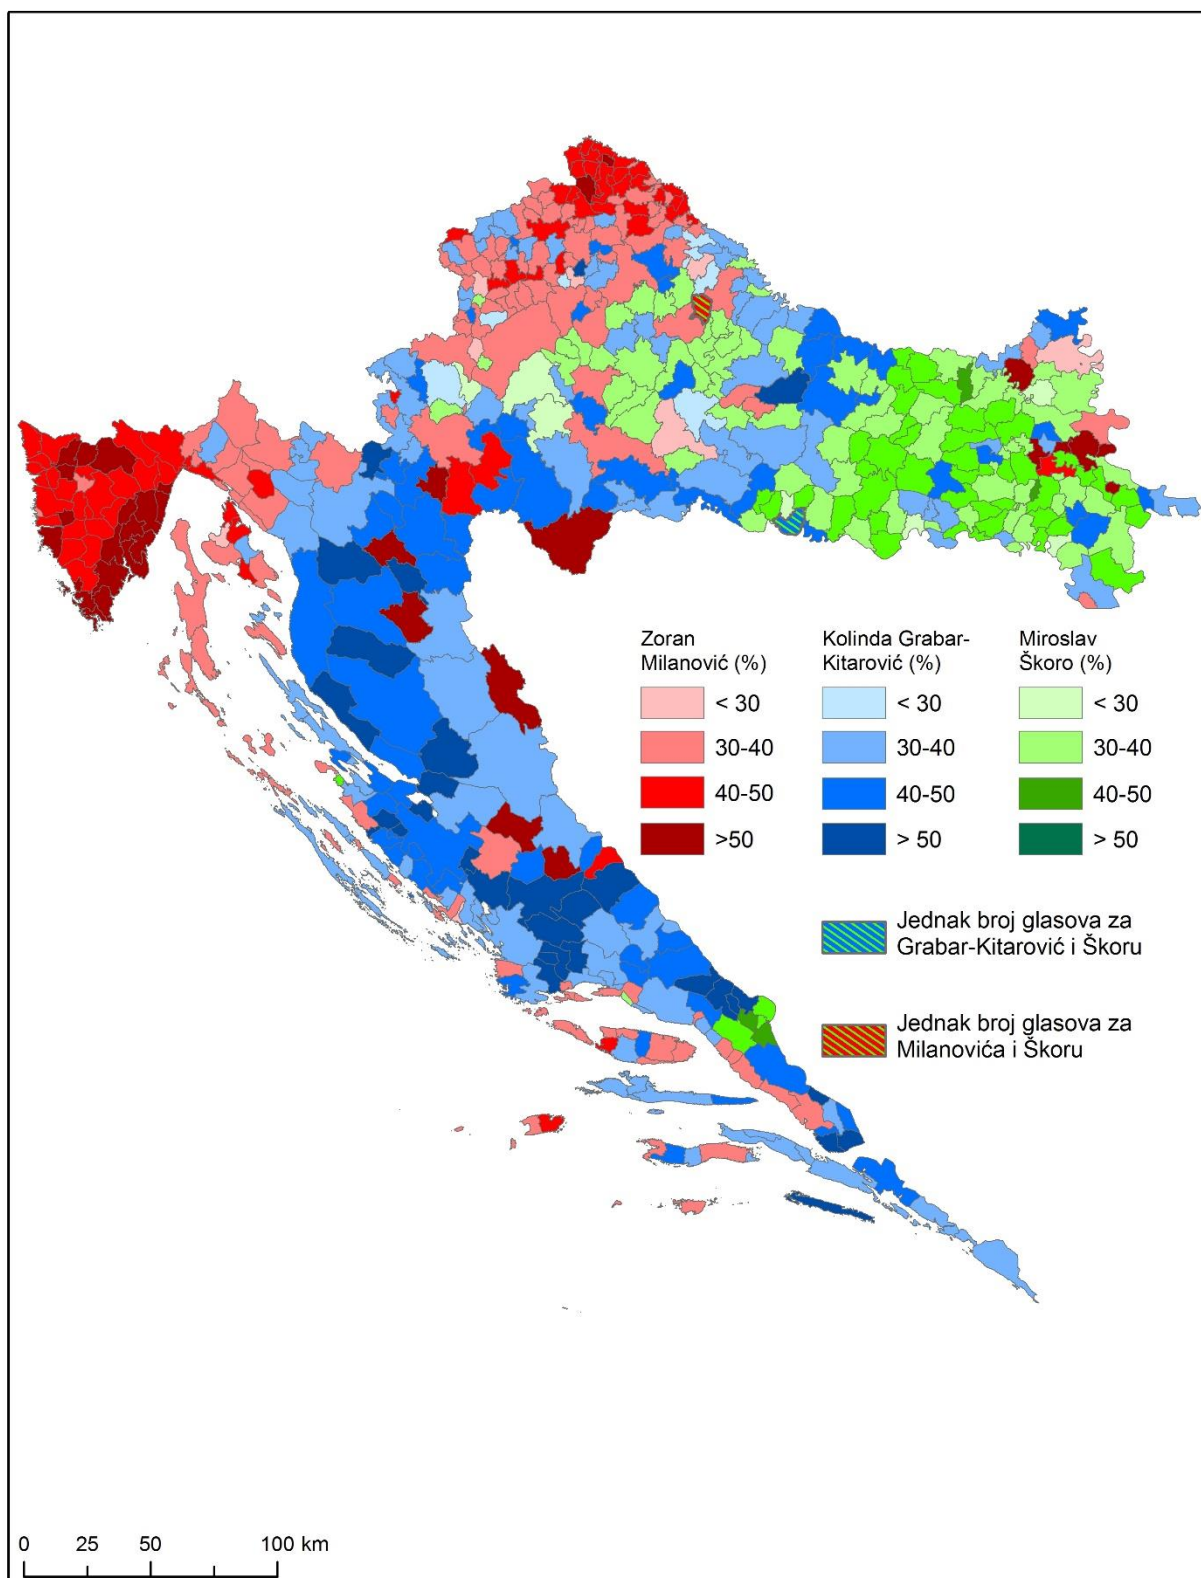 Zoran
Milanović (%)
< 30
30-40
40-50
>50
Kolinda Grabar-
Kitarović (%)
< 30
30-40
40-50
> 50
Miroslav
Škoro (%)
< 30
30-40
40-50
> 50
Jednak broj glasova za
Grabar-Kitarović i Škoru
Jednak broj glasova za
Milanovića i Škoru
0 25 50 100 km